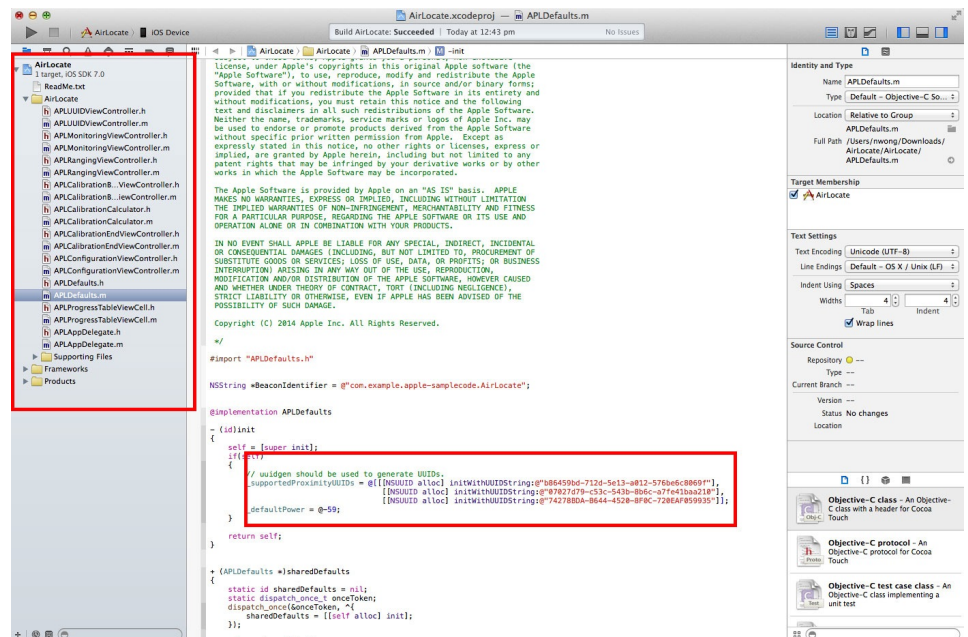 AirLocate.xcodeproj — APLDefaults.m
AirLocate
iOS Device
Build AirLocate: Succeeded | Today at 12:43 pm
No Issues
AirLocate
AirLocate
APLDefaults.m
-init
AirLocate
1 target, iOS SDK 7.0
ReadMe.txt
AirLocate
APLUUIDViewController.h
APLUUIDViewController.m
APLMonitoringViewController.h
APLMonitoringViewController.m
APLRangingViewController.h
APLRangingViewController.m
APLCalibrationB...ViewController.h
APLCalibrationB...iewController.m
APLCalibrationCalculator.h
APLCalibrationCalculator.m
APLCalibrationEndViewController.h
APLCalibrationEndViewController.m
APLConfigurationViewController.h
APLConfigurationViewController.m
APLDefaults.h
APLDefaults.m
APLProgressTableViewCell.h
APLProgressTableViewCell.m
APLAppDelegate.h
APLAppDelegate.m
Supporting Files
Frameworks
Products
license, under Apple's copyrights in this original Apple software (the
"Apple Software"), to use, reproduce, modify and redistribute the Apple
Software, with or without modifications, in source and/or binary forms;
provided that if you redistribute the Apple Software in its entirety and
without modifications, you must retain this notice and the following
text and disclaimers in all such redistributions of the Apple Software.
Neither the name, trademarks, service marks or logos of Apple Inc. may
be used to endorse or promote products derived from the Apple Software
without specific prior written permission from Apple.  Except as
expressly stated in this notice, no other rights or licenses, express or
implied, are granted by Apple herein, including but not limited to any
patent rights that may be infringed by your derivative works or by other
works in which the Apple Software may be incorporated.
The Apple Software is provided by Apple on an "AS IS" basis.  APPLE
MAKES NO WARRANTIES, EXPRESS OR IMPLIED, INCLUDING WITHOUT LIMITATION
THE IMPLIED WARRANTIES OF NON-INFRINGEMENT, MERCHANTABILITY AND FITNESS
FOR A PARTICULAR PURPOSE, REGARDING THE APPLE SOFTWARE OR ITS USE AND
OPERATION ALONE OR IN COMBINATION WITH YOUR PRODUCTS.
IN NO EVENT SHALL APPLE BE LIABLE FOR ANY SPECIAL, INDIRECT, INCIDENTAL
OR CONSEQUENTIAL DAMAGES (INCLUDING, BUT NOT LIMITED TO, PROCUREMENT OF
SUBSTITUTE GOODS OR SERVICES; LOSS OF USE, DATA, OR PROFITS; OR BUSINESS
INTERRUPTION) ARISING IN ANY WAY OUT OF THE USE, REPRODUCTION,
MODIFICATION AND/OR DISTRIBUTION OF THE APPLE SOFTWARE, HOWEVER CAUSED
AND WHETHER UNDER THEORY OF CONTRACT, TORT (INCLUDING NEGLIGENCE),
STRICT LIABILITY OR OTHERWISE, EVEN IF APPLE HAS BEEN ADVISED OF THE
POSSIBILITY OF SUCH DAMAGE.
Copyright (C) 2014 Apple Inc. All Rights Reserved.
*/
#import "APLDefaults.h"
NSString *BeaconIdentifier = @"com.example.apple-samplecode.AirLocate";
@implementation APLDefaults
- (id)init
{
self = [super init];
if(self)
{
// uuidgen should be used to generate UUIDs.
_supportedProximityUUIDs = @[[[NSUUID alloc] initWithUUIDString:@"b86459bd-712d-5e13-a012-576be6c8069f"],
[[NSUUID alloc] initWithUUIDString:@"07027d79-c53c-543b-8b6c-a7fe41baa210"],
[[NSUUID alloc] initWithUUIDString:@"74278BDA-B644-4520-8F0C-720EAF059935"]];
_defaultPower = @-59;
}
return self;
}
+ (APLDefaults *)sharedDefaults
{
static id sharedDefaults = nil;
static dispatch_once_t onceToken;
dispatch_once(&onceToken, ^{
sharedDefaults = [[self alloc] init];
});
Identity and Type
Name APLDefaults.m
Type Default - Objective-C So...
Location Relative to Group
APLDefaults.m
Full Path /Users/nwong/Downloads/
AirLocate/AirLocate/
APLDefaults.m
Target Membership
AirLocate
Text Settings
Text Encoding Unicode (UTF-8)
Line Endings Default - OS X / Unix (LF)
Indent Using Spaces
Widths 4 4
Tab Indent
Wrap lines
Source Control
Repository --
Type --
Current Branch --
Version --
Status No changes
Location
Objective-C class - An Objective-
C class with a header for Cocoa
Touch
Obj-C
Objective-C protocol - An
Objective-C protocol for Cocoa
Touch
Proto
Objective-C test case class - An
Objective-C class implementing a
unit test
Test